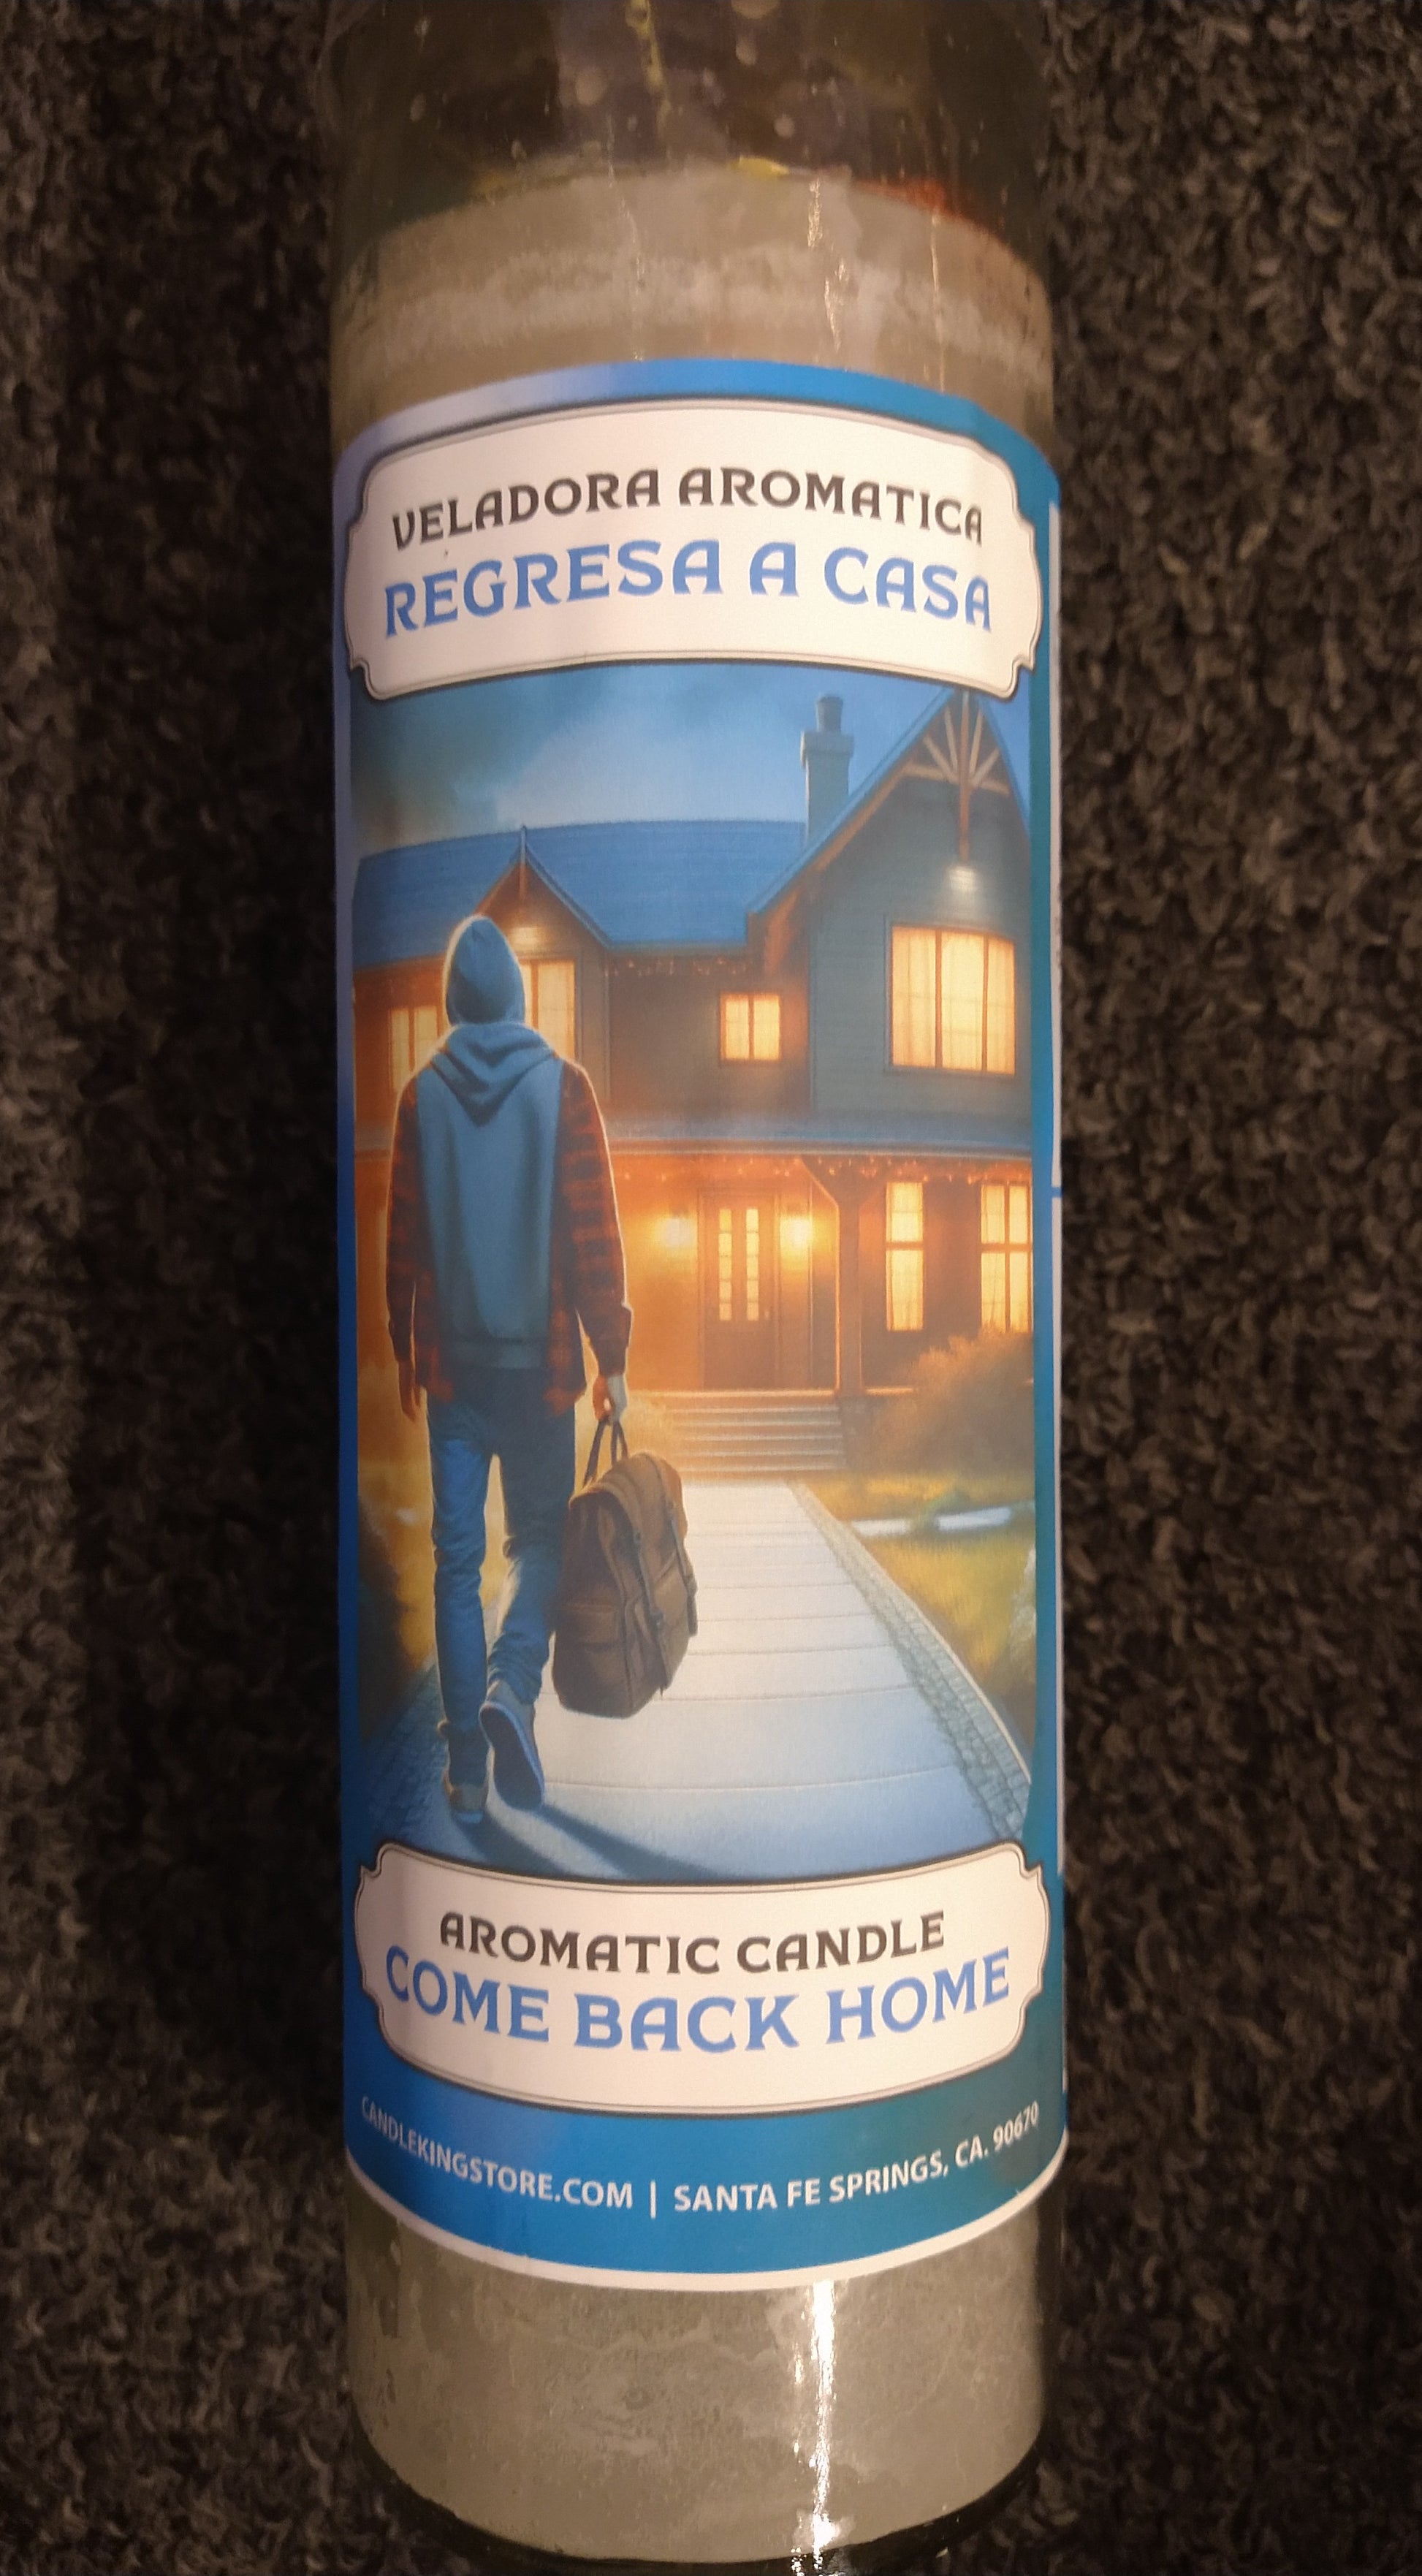 VELADORA AROMATICA
REGRESA A CASA
AROMATIC CANDLE
COME BACK HOME
CANDLEKINGSTORE.COM | SANTA FE SPRINGS, CA. 90670